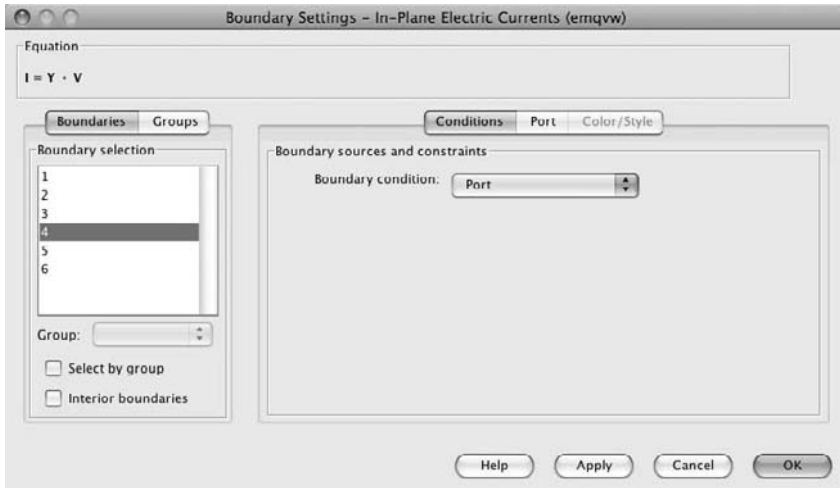 Boundary Settings – In-Plane Electric Currents (emqvw)
Equation
I = Y · V
Boundaries Groups
Boundary selection
1
2
3
4
5
6
Group:
Select by group
Interior boundaries
Conditions Port Color/Style
Boundary sources and constraints
Boundary condition: Port
Help Apply Cancel OK